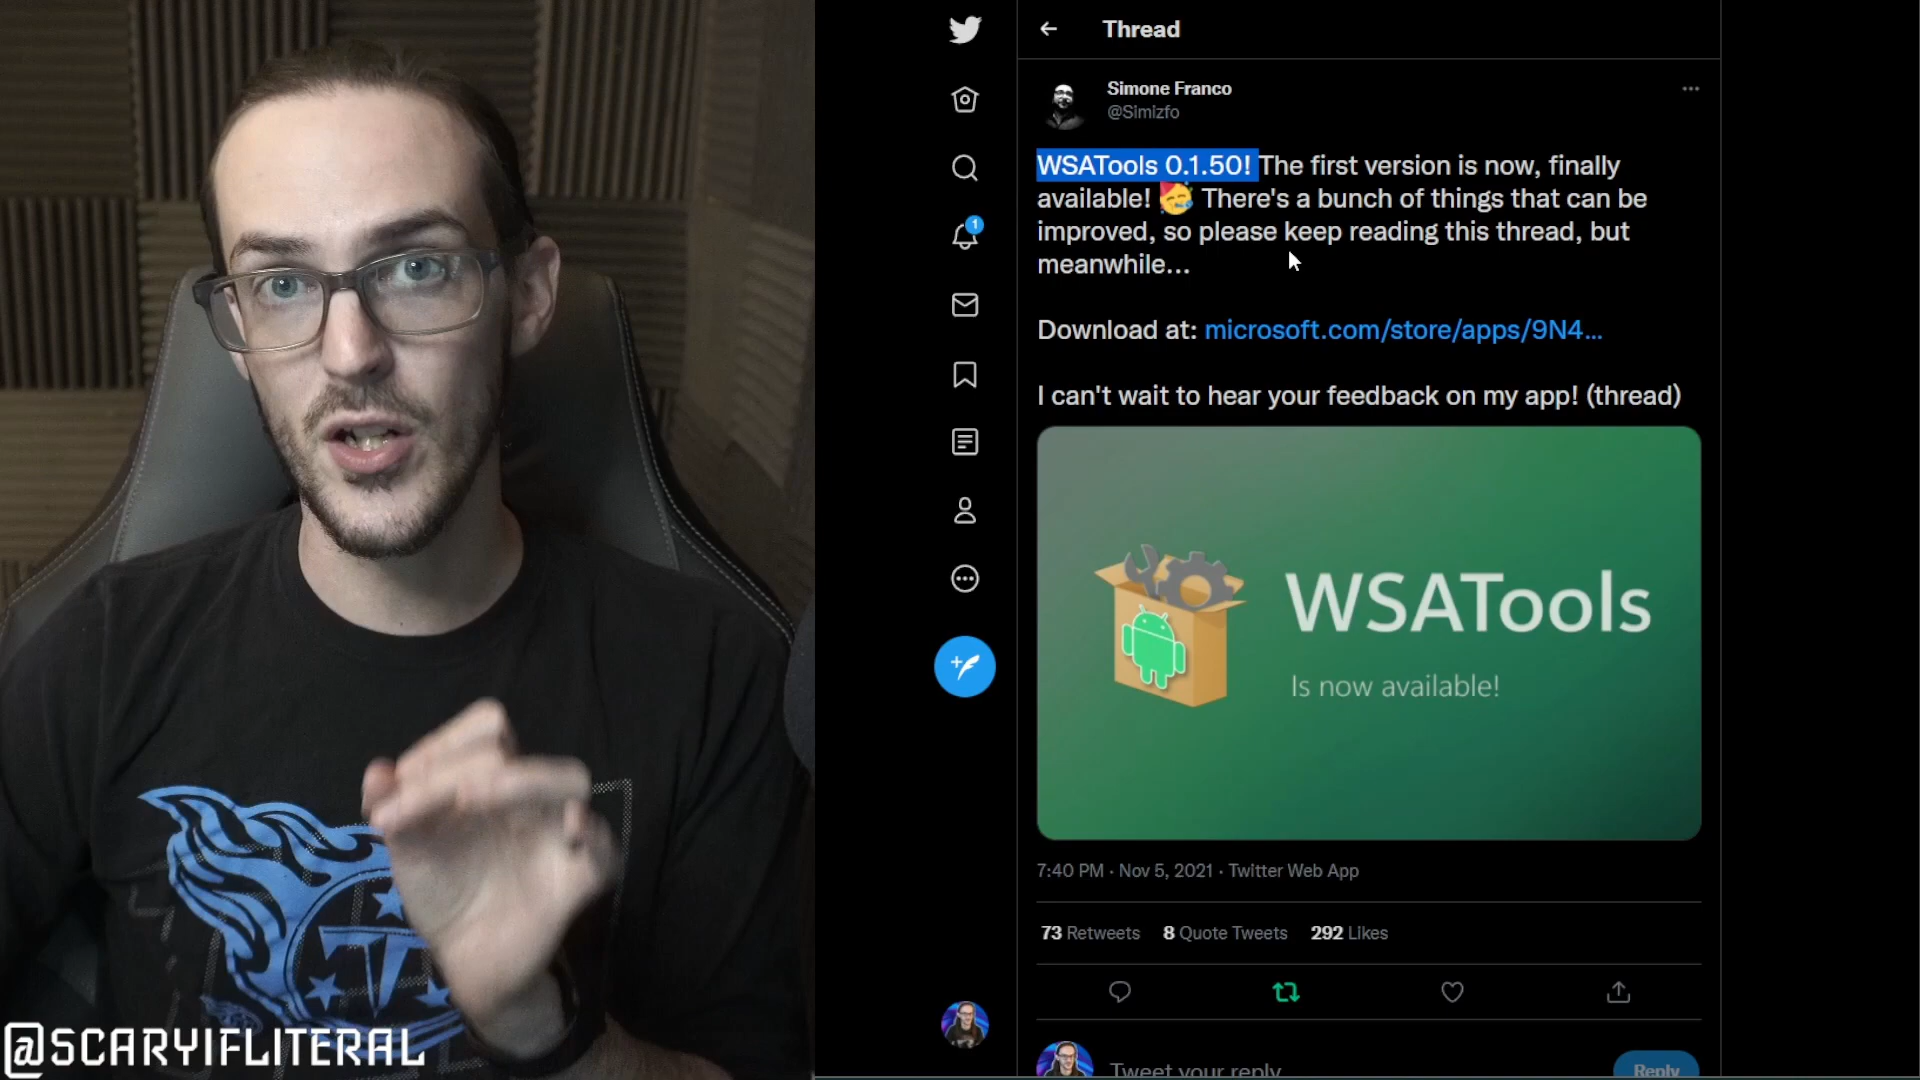 Thread
Simone Franco
@Simizfo
WSATools 0.1.50! The first version is now, finally
available! 🥳 There's a bunch of things that can be
improved, so please keep reading this thread, but
meanwhile...
Download at: microsoft.com/store/apps/9N4...
I can't wait to hear your feedback on my app! (thread)
WSATools
Is now available!
7:40 PM · Nov 5, 2021 · Twitter Web App
73 Retweets 8 Quote Tweets 292 Likes
Tweet your reply
Reply
1
@SCARYIFLITERAL